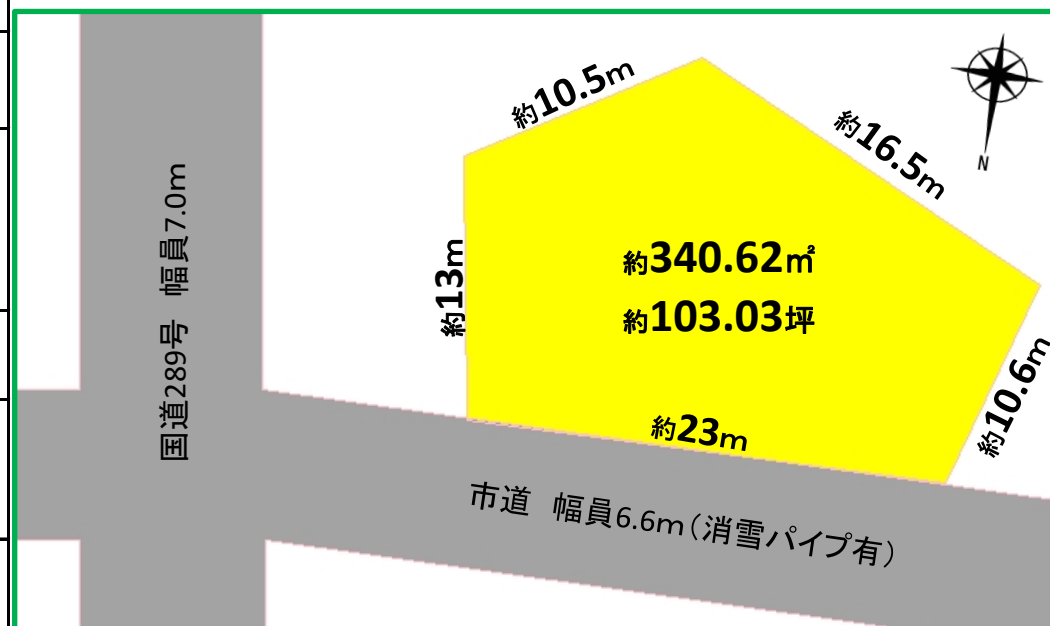 約10.5m
約16.5m
N
国道289号　幅員7.0m
約13m
約340.62㎡
約103.03坪
約10.6m
約23m
市道　幅員6.6m（消雪パイプ有）